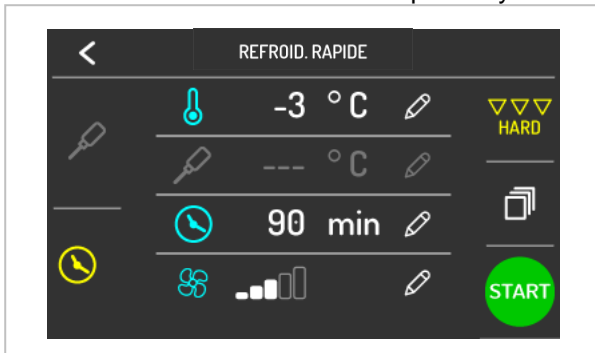 REFROID. RAPIDE
-3 °C
HARD
--- °C
90 min
START